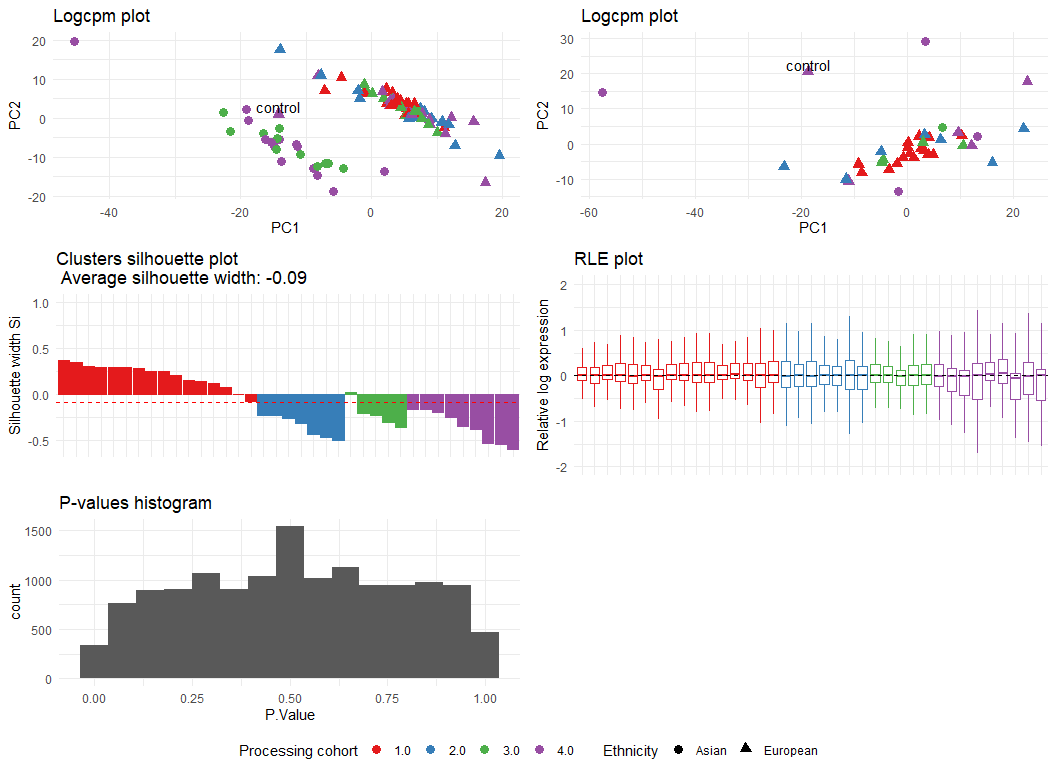 Logcpm plot
20
10
0
-10
-20
PC2
control
-40
-20
0
20
PC1
Logcpm plot
30
20
10
0
-10
PC2
control
-60
-40
-20
0
20
PC1
Clusters silhouette plot
Average silhouette width: -0.09
1.0
0.5
0.0
-0.5
Silhouette width Si
RLE plot
2
1
0
-1
-2
Relative log expression
P-values histogram
1500
1000
500
0
count
0.00
0.25
0.50
0.75
1.00
P.Value
Processing cohort 1.0 2.0 3.0 4.0 Ethnicity Asian European